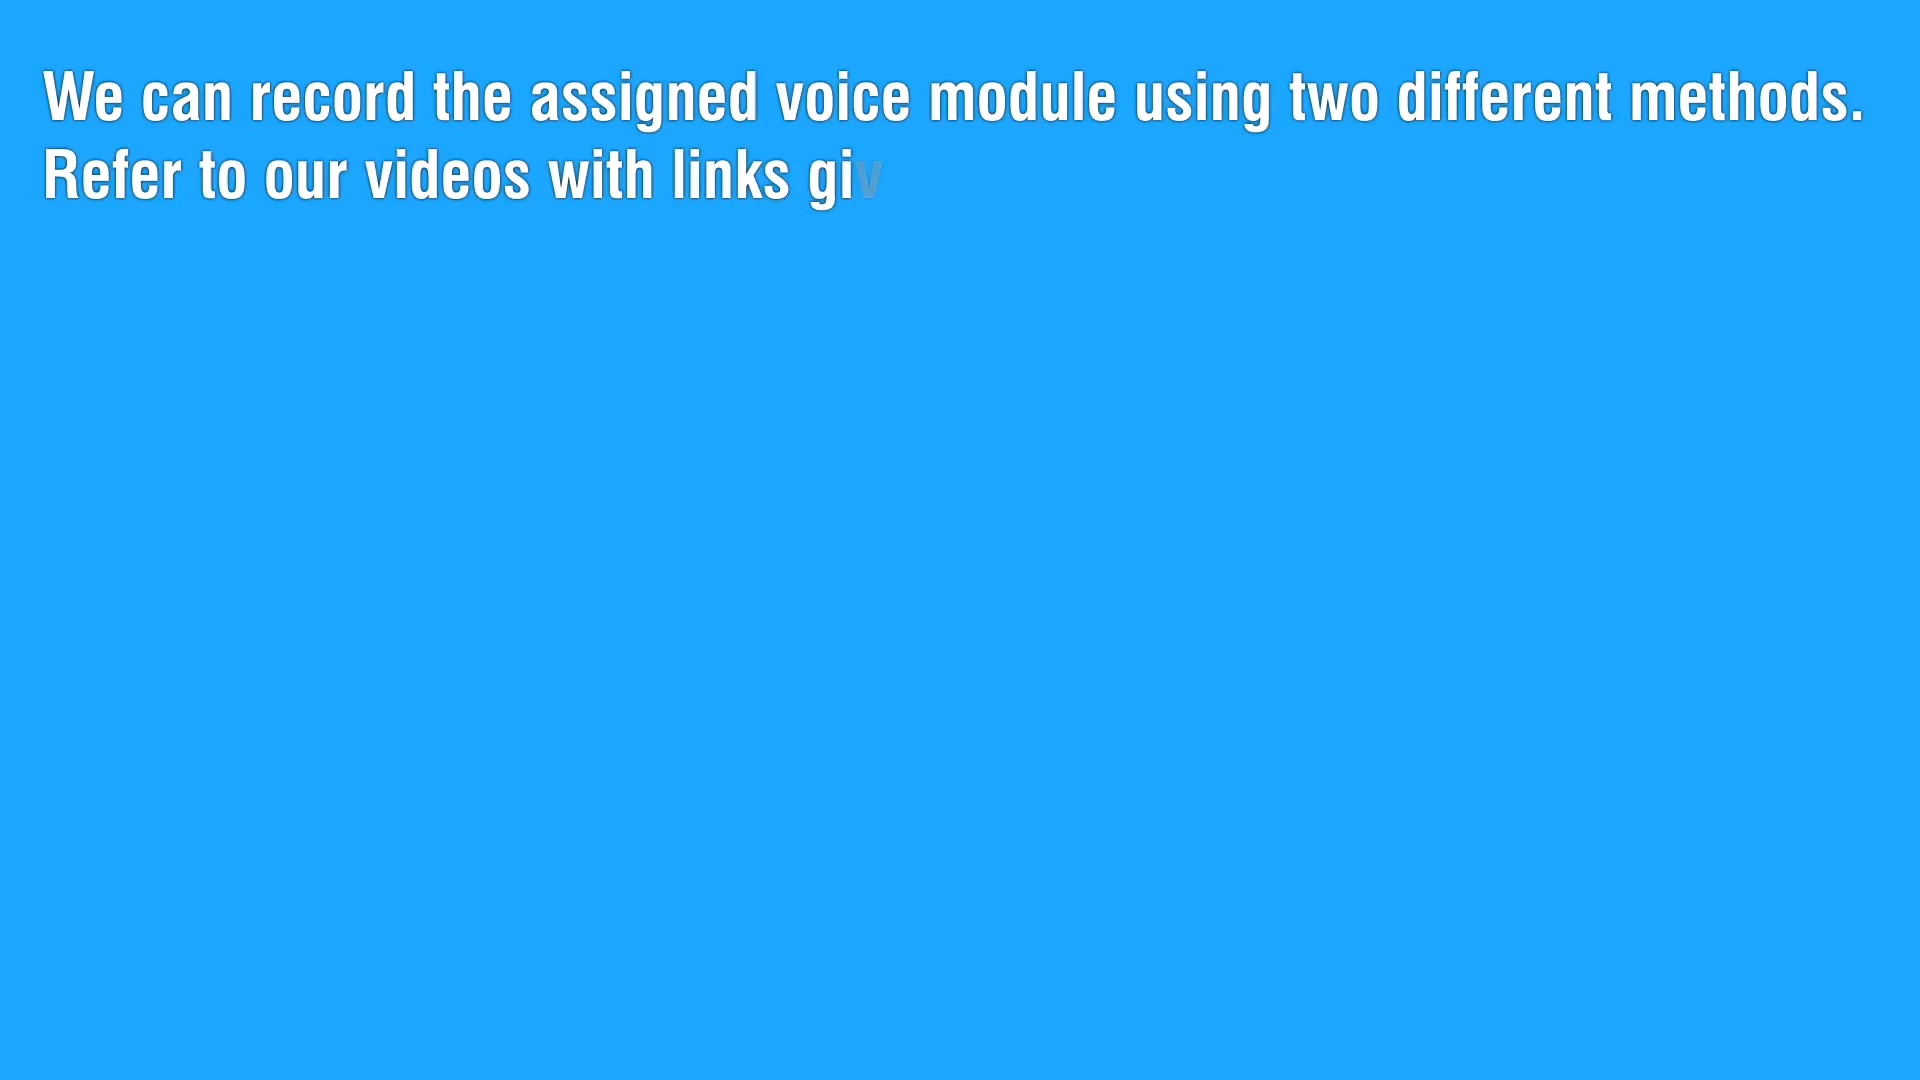 We can record the assigned voice module using two different methods.
Refer to our videos with links giv